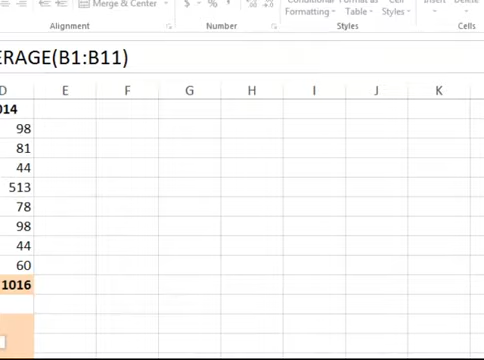 Conditional Format as Cell Insert Delete
Merge & Center $ % ,
Formatting Table Styles
Alignment Number Styles Cells
ERAGE(B1:B11)
D E F G H I J K
014
98
81
44
513
78
98
44
60
1016